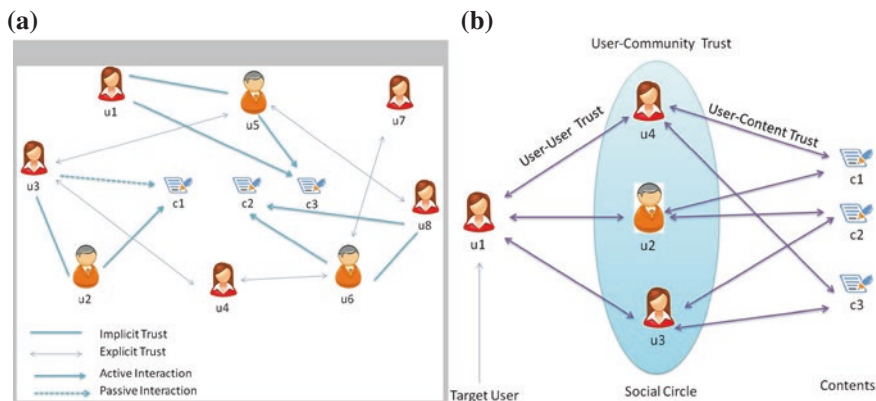 (a)
u1
u5
u7
u3
c1
c2
c3
u8
u2
u4
u6
Implicit Trust
Explicit Trust
Active Interaction
Passive Interaction
(b)
User-Community Trust
User-User Trust
User-Content Trust
u4
c1
u1
u2
c2
c3
u3
Target User
Social Circle
Contents